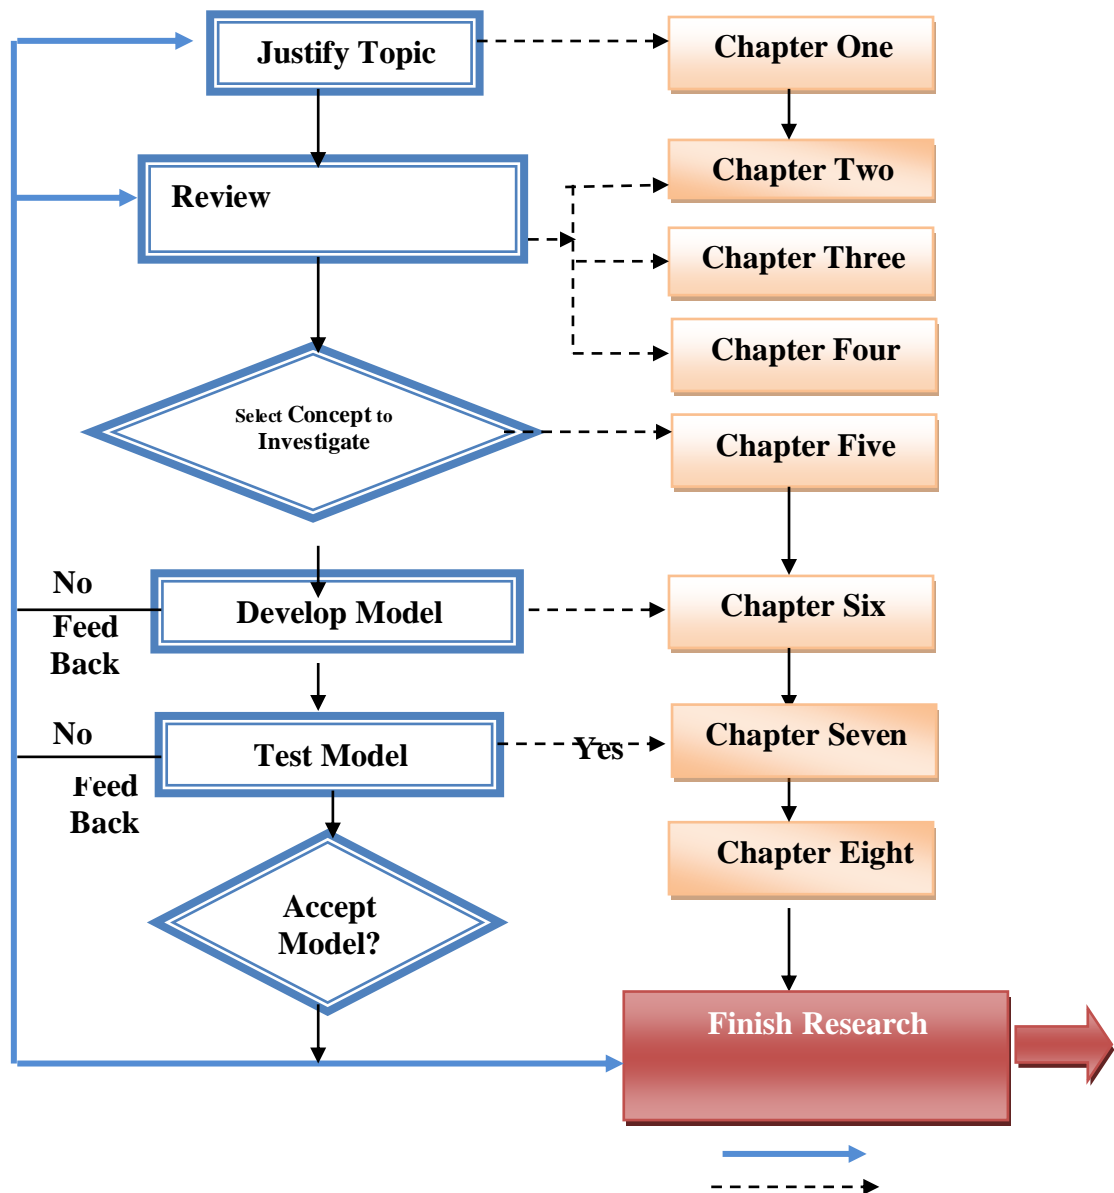 Justify Topic
Chapter One
Chapter Two
Review
Chapter Three
Chapter Four
Select Concept to
Investigate
Chapter Five
No
Feed
Back
Develop Model
Chapter Six
No
Feed
Back
Test Model
Yes
Chapter Seven
Chapter Eight
Accept
Model?
Finish Research